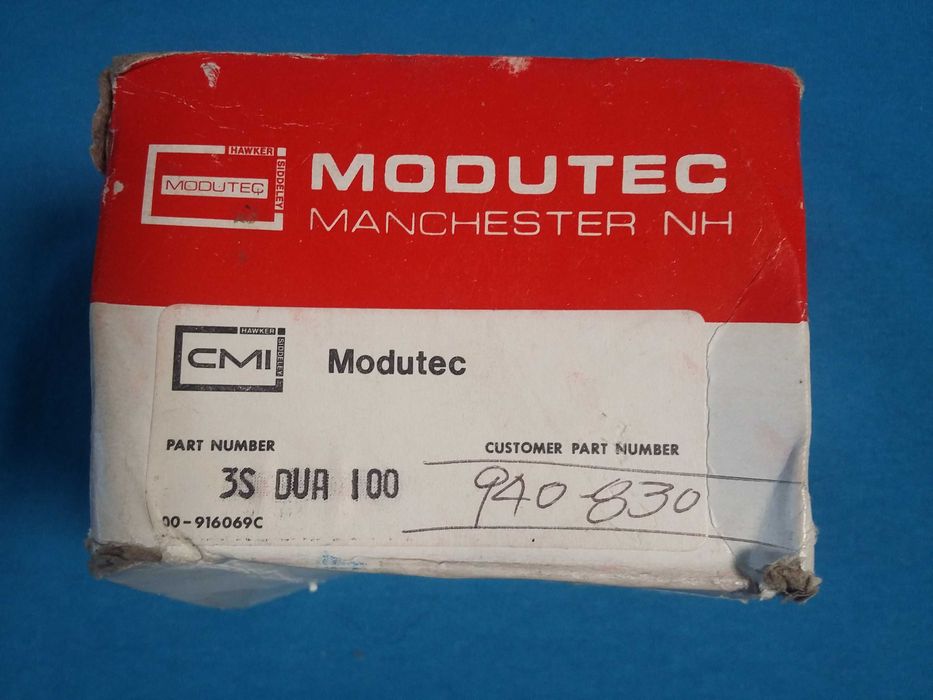 HAWKER
SIDDELEY
MODUTEC
MODUTEC
MANCHESTER NH
HAWKER
SIDDELEY
CMI
Modutec
PART NUMBER
CUSTOMER PART NUMBER
3S DUA 100
940-830
00-916069C